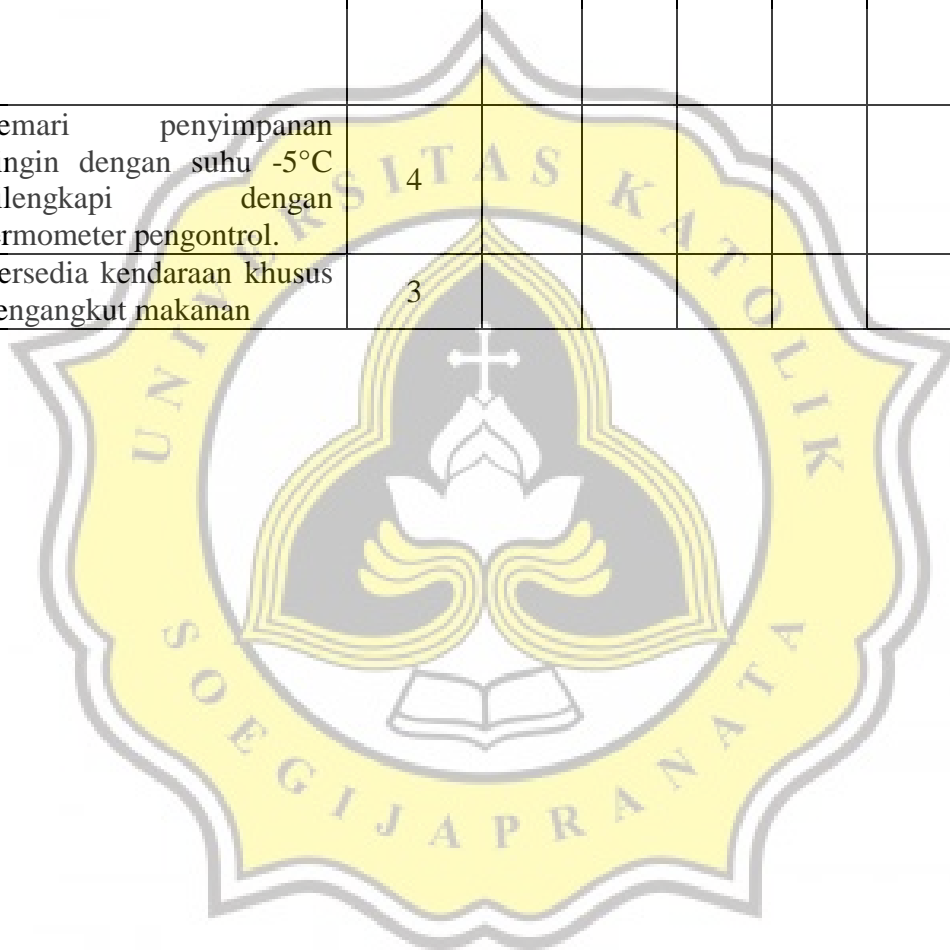 emari penyimpanan
ngin dengan suhu -5°C
lengkapi dengan
rmometer pengontrol.
4
ersedia kendaraan khusus
engangkut makanan
3
UNIVERSITAS KATOLIK
SOEGIJAPRANATA